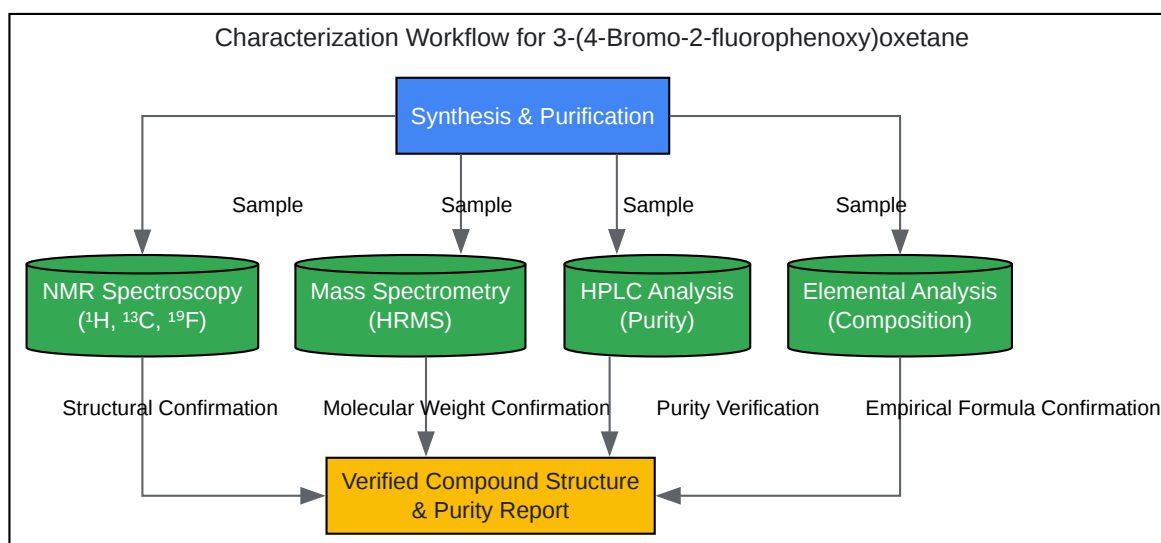 Characterization Workflow for 3-(4-Bromo-2-fluorophenoxy)oxetane
Synthesis & Purification
Sample
Sample
Sample
Sample
NMR Spectroscopy
(¹H, ¹³C, ¹⁹F)
Mass Spectrometry
(HRMS)
HPLC Analysis
(Purity)
Elemental Analysis
(Composition)
Structural Confirmation
Molecular Weight Confirmation
Purity Verification
Empirical Formula Confirmation
Verified Compound Structure
& Purity Report